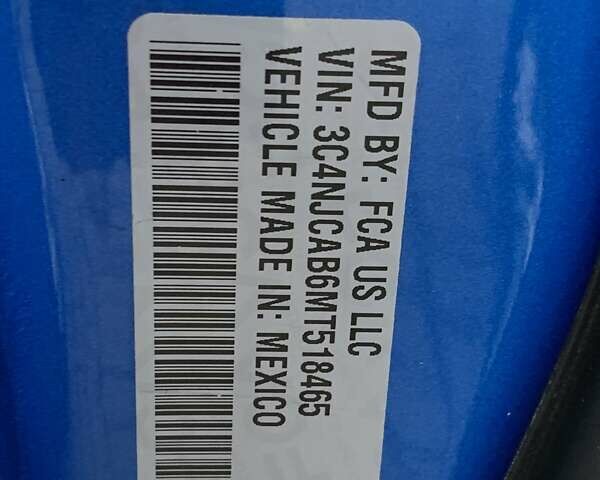 MFD BY: FCA US LLC
VIN: 3C4NJCAB6MT518465
VEHICLE MADE IN: MEXICO